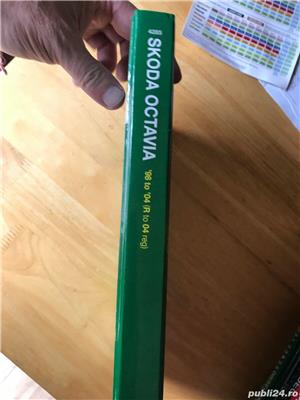 SKODA OCTAVIA
'98 to '04 (R to 04 reg)
publi24.ro